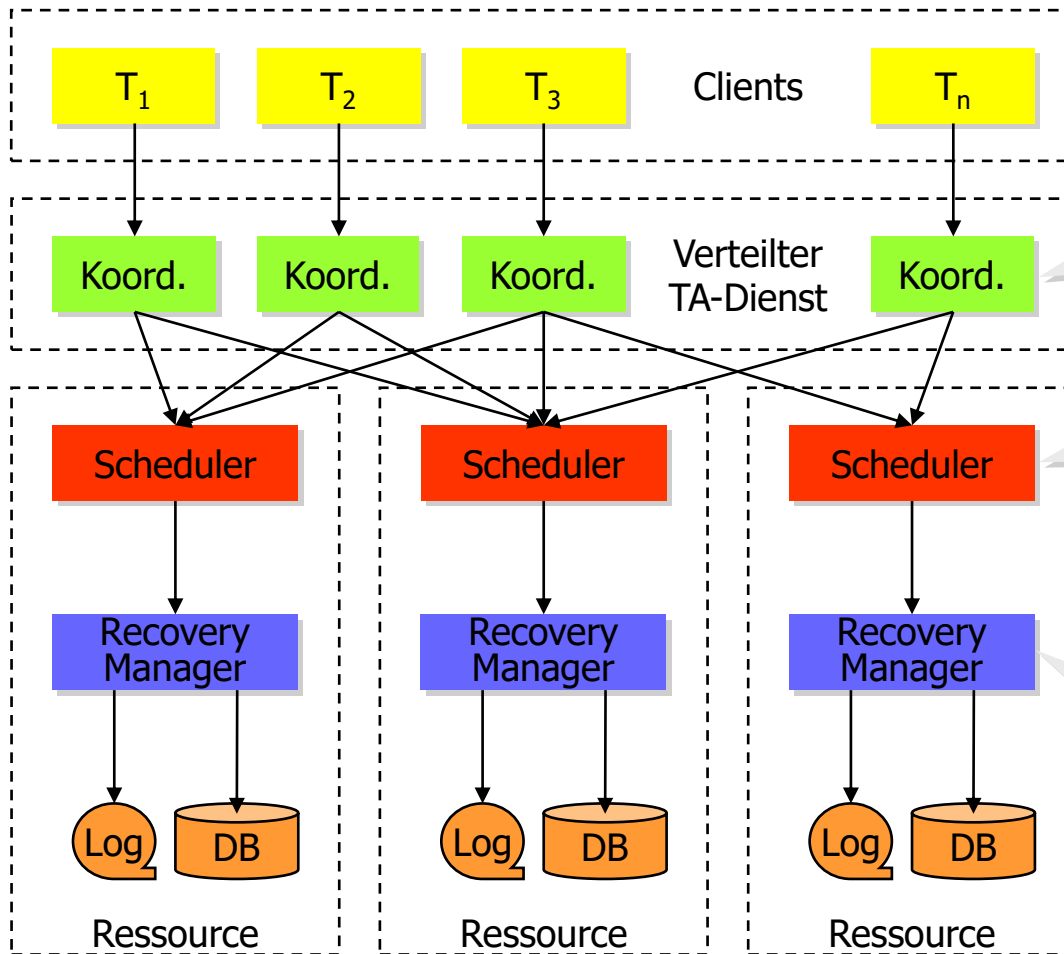 T1 T2 T3 Clients Tn
Koord. Koord. Koord. Verteilter TA-Dienst Koord.
Scheduler Scheduler Scheduler
Recovery Manager Recovery Manager Recovery Manager
Log DB Log DB Log DB
Ressource Ressource Ressource